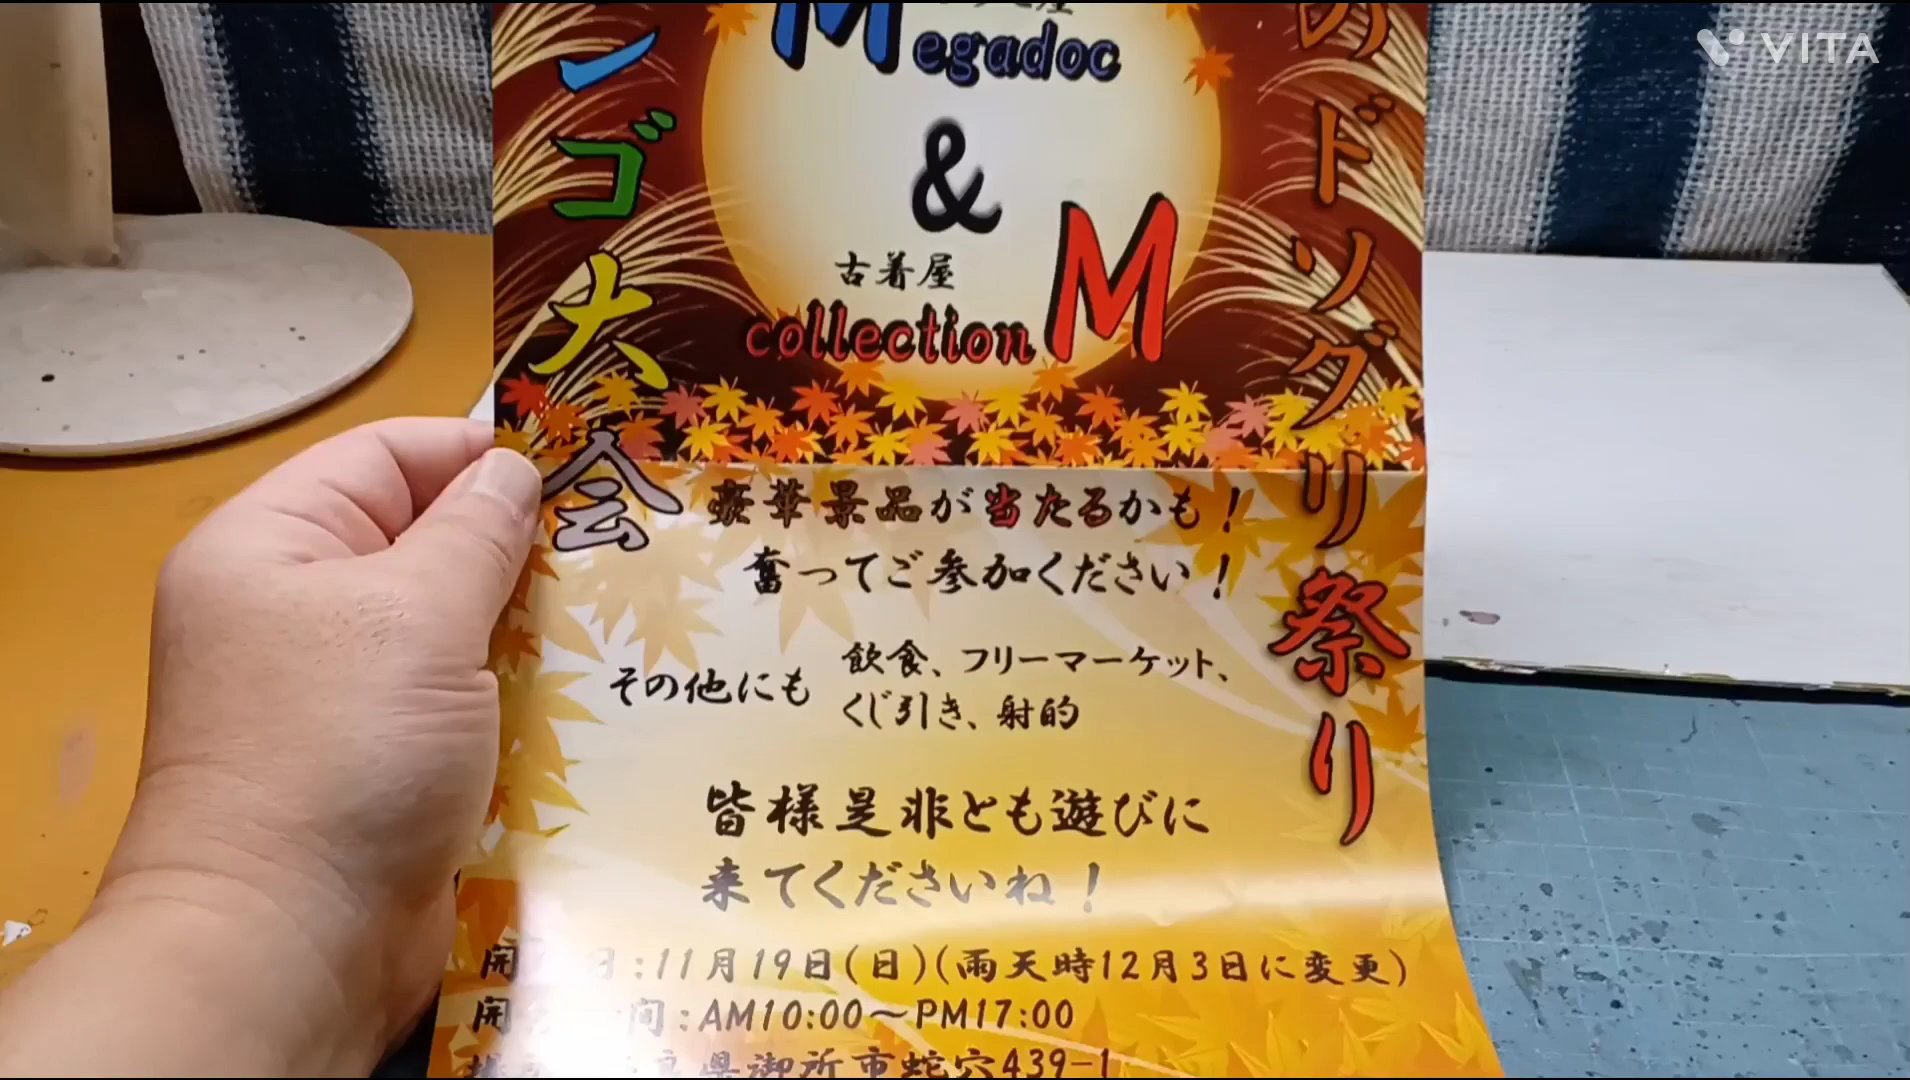 VITA
Megadoc
&
古着屋
collection M
ンゴ大会
のドングリ祭り
豪華景品が当たるかも!
奮ってご参加ください!
その他にも
飲食、フリーマーケット、
くじ引き、射的
皆様是非とも遊びに
来てくださいね!
開 日:11月19日(日)(雨天時12月3日に変更)
開 間:AM10:00〜PM17:00
県御所市蛇穴439-1